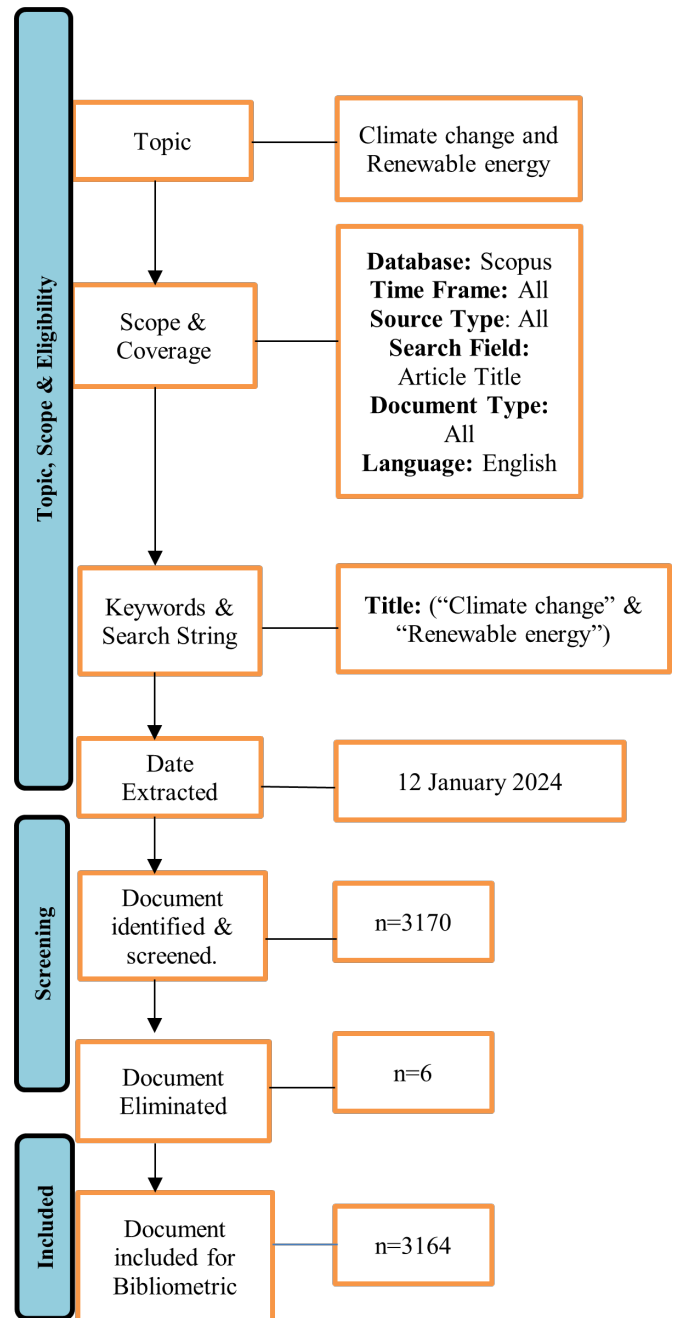 Topic, Scope & Eligibility
Topic
Climate change and
Renewable energy
Scope &
Coverage
Database: Scopus
Time Frame: All
Source Type: All
Search Field:
Article Title
Document Type:
All
Language: English
Keywords &
Search String
Title: (“Climate change” &
“Renewable energy”)
Date
Extracted
12 January 2024
Screening
Document
identified &
screened.
n=3170
Document
Eliminated
n=6
Included
Document
included for
Bibliometric
n=3164